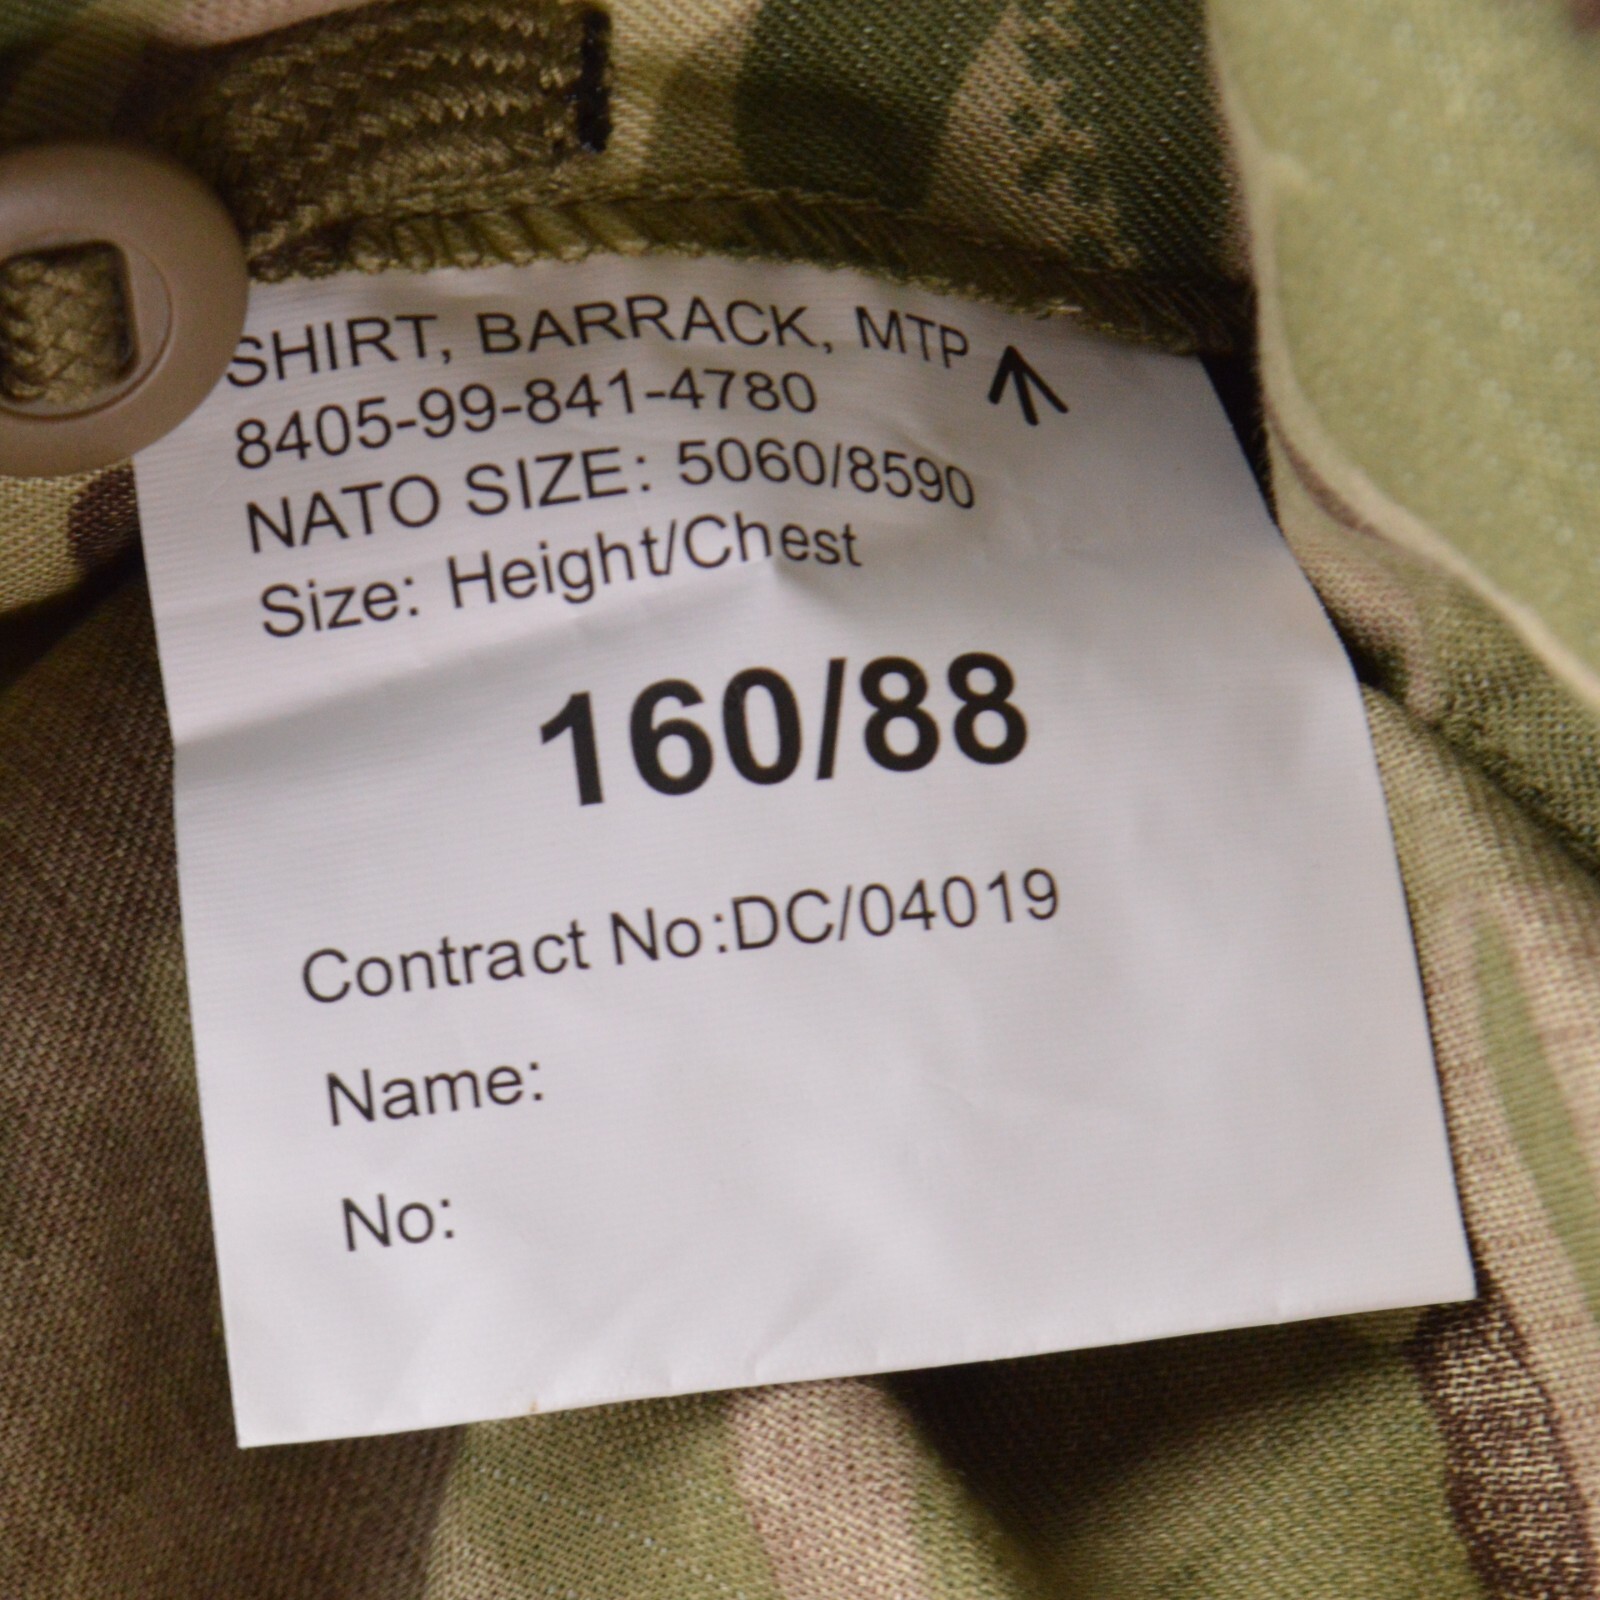 SHIRT, BARRACK, MTP
8405-99-841-4780
NATO SIZE: 5060/8590
Size: Height/Chest
160/88
Contract No:DC/04019
Name:
No: